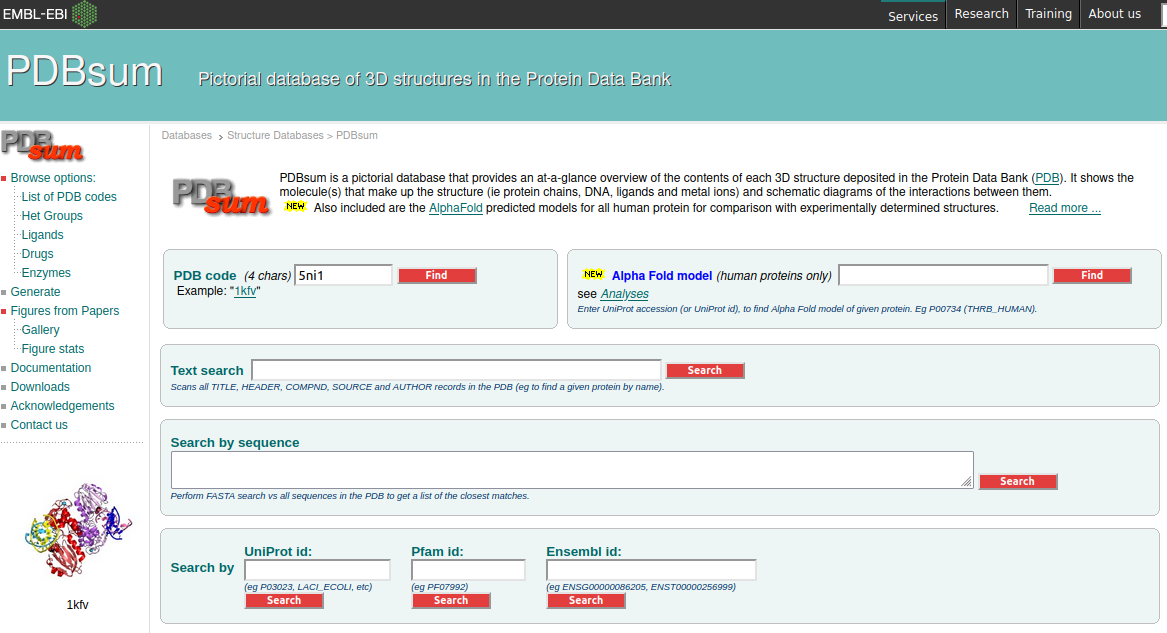 EMBL-EBI
Services Research Training About us
PDBsum Pictorial database of 3D structures in the Protein Data Bank
PDB
sum
Browse options:
List of PDB codes
Het Groups
Ligands
Drugs
Enzymes
Generate
Figures from Papers
Gallery
Figure stats
Documentation
Downloads
Acknowledgements
Contact us
1kfv
Databases > Structure Databases > PDBsum
PDB
sum
PDBsum is a pictorial database that provides an at-a-glance overview of the contents of each 3D structure deposited in the Protein Data Bank (PDB). It shows the
molecule(s) that make up the structure (ie protein chains, DNA, ligands and metal ions) and schematic diagrams of the interactions between them.
NEW Also included are the AlphaFold predicted models for all human protein for comparison with experimentally determined structures. Read more ...
PDB code (4 chars) 5ni1 Find
Example: "1kfv"
NEW Alpha Fold model (human proteins only) Find
see Analyses
Enter UniProt accession (or UniProt id), to find Alpha Fold model of given protein. Eg P00734 (THRB_HUMAN).
Text search Search
Scans all TITLE, HEADER, COMPND, SOURCE and AUTHOR records in the PDB (eg to find a given protein by name).
Search by sequence
Search
Perform FASTA search vs all sequences in the PDB to get a list of the closest matches.
Search by
UniProt id: Pfam id: Ensembl id:
(eg P03023, LACI_ECOLI, etc) (eg PF07992) (eg ENSG00000086205, ENST00000256999)
Search Search Search